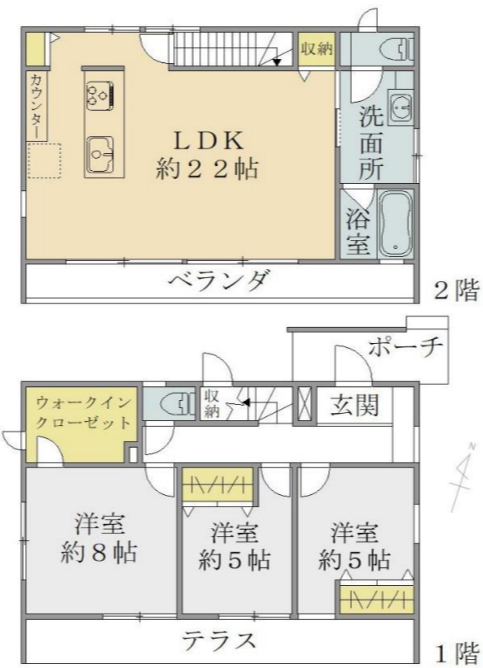 収納
カウンター
LDK
約22帖
洗面所
浴室
ベランダ
2階
ポーチ
ウォークイン
クローゼット
収納
玄関
N
洋室
約8帖
洋室
約5帖
洋室
約5帖
テラス
1階